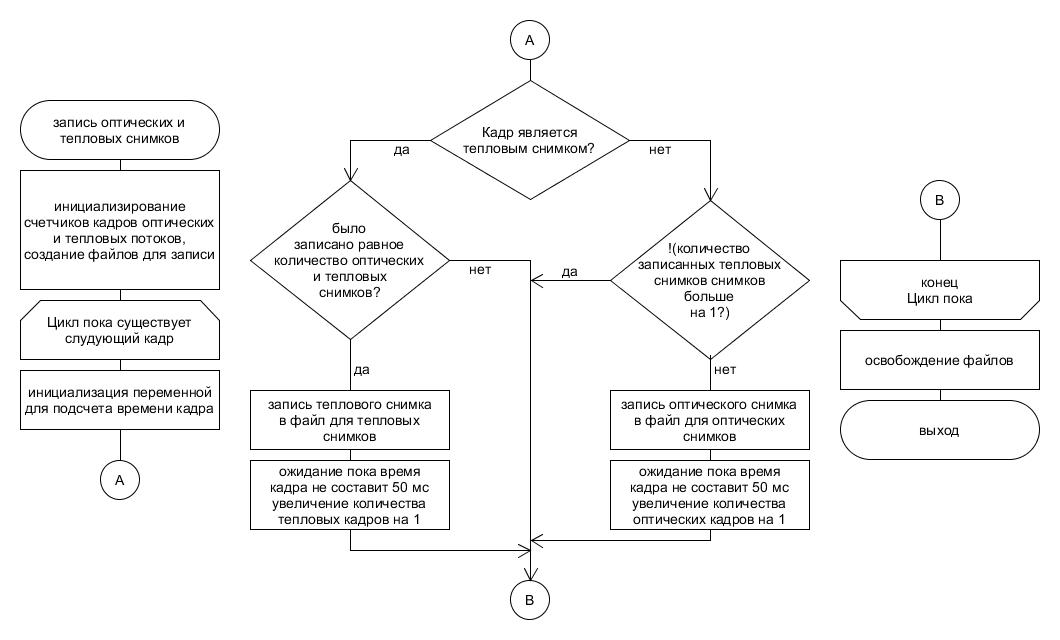 запись оптических и
тепловых снимков
инициализирование
счетчиков кадров оптических
и тепловых потоков,
создание файлов для записи
Цикл пока существует
слудующий кадр
инициализация переменной
для подсчета времени кадра
A
A
Кадр является
тепловым снимком?
да
нет
было
записано равное
количество оптических
и тепловых
снимков?
нет
да
!(количество
записанных тепловых
снимков снимков
больше
на 1?)
да
нет
запись теплового снимка
в файл для тепловых
снимков
ожидание пока время
кадра не составит 50 мс
увеличение количества
тепловых кадров на 1
запись оптического снимка
в файл для оптических
снимков
ожидание пока время
кадра не составит 50 мс
увеличение количества
оптических кадров на 1
B
B
конец
Цикл пока
освобождение файлов
выход